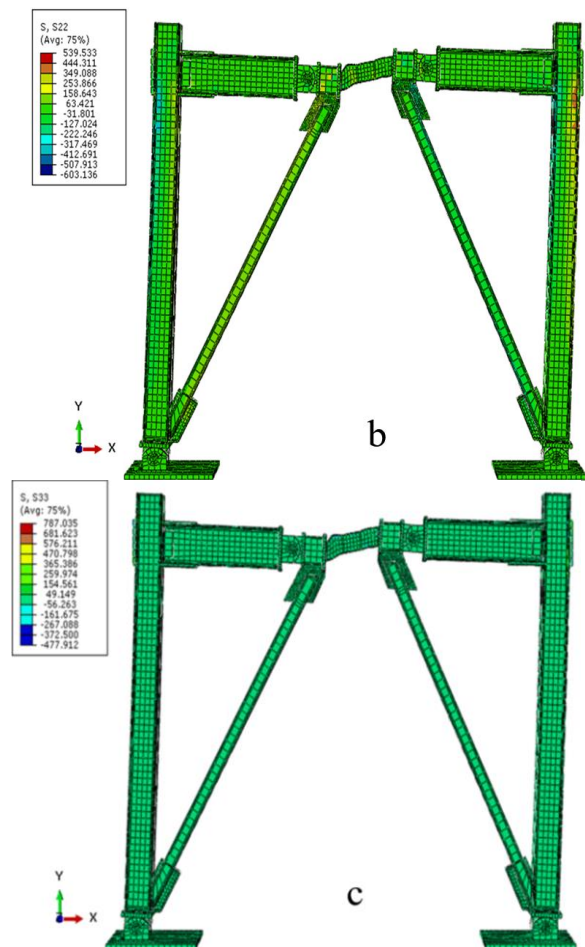 S, S22
(Avg: 75%)
539.533
444.311
349.088
253.866
158.643
63.421
-31.801
-127.024
-222.246
-317.469
-412.691
-507.913
-603.136
Y
X
b
S, S33
(Avg: 75%)
787.035
681.623
576.211
470.798
365.386
259.974
154.561
49.149
-56.263
-161.675
-267.088
-372.500
-477.912
Y
X
c